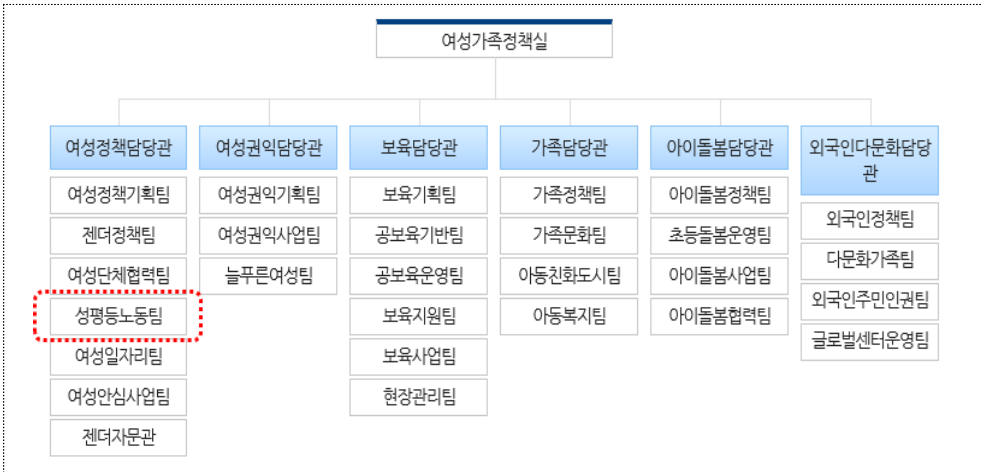 여성가족정책실
여성정책담당관
여성정책기획팀
젠더정책팀
여성단체협력팀
성평등노동팀
여성일자리팀
여성안심사업팀
젠더자문관
여성권익담당관
여성권익기획팀
여성권익사업팀
늘푸른여성팀
보육담당관
보육기획팀
공보육기반팀
공보육운영팀
보육지원팀
보육사업팀
현장관리팀
가족담당관
가족정책팀
가족문화팀
아동친화도시팀
아동복지팀
아이돌봄담당관
아이돌봄정책팀
초등돌봄운영팀
아이돌봄사업팀
아이돌봄협력팀
외국인다문화담당
관
외국인정책팀
다문화가족팀
외국인주민인권팀
글로벌센터운영팀